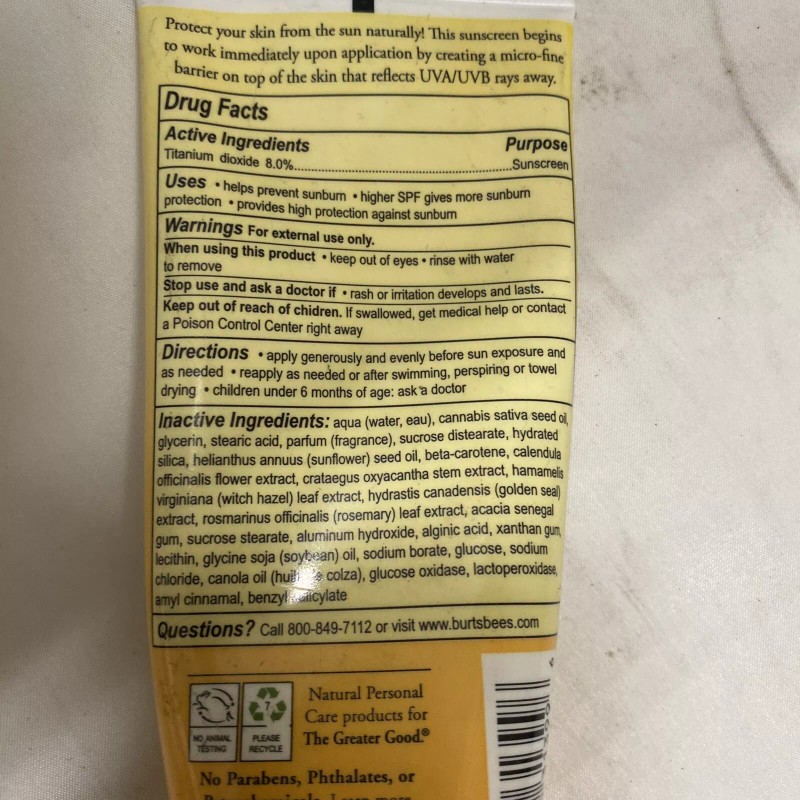 Protect your skin from the sun naturally! This sunscreen begins
to work immediately upon application by creating a micro-fine
barrier on top of the skin that reflects UVA/UVB rays away.
Drug Facts
Active Ingredients Purpose
Titanium dioxide 8.0%..........................................................Sunscreen
Uses • helps prevent sunburn • higher SPF gives more sunburn
protection • provides high protection against sunburn
Warnings For external use only.
When using this product • keep out of eyes • rinse with water
to remove
Stop use and ask a doctor if • rash or irritation develops and lasts.
Keep out of reach of chidren. If swallowed, get medical help or contact
a Poison Control Center right away
Directions • apply generously and evenly before sun exposure and
as needed • reapply as needed or after swimming, perspiring or towel
drying • children under 6 months of age: ask a doctor
Inactive Ingredients: aqua (water, eau), cannabis sativa seed oil,
glycerin, stearic acid, parfum (fragrance), sucrose distearate, hydrated
silica, helianthus annuus (sunflower) seed oil, beta-carotene, calendula
officinalis flower extract, crataegus oxyacantha stem extract, hamamelis
virginiana (witch hazel) leaf extract, hydrastis canadensis (golden seal)
extract, rosmarinus officinalis (rosemary) leaf extract, acacia senegal
gum, sucrose stearate, aluminum hydroxide, alginic acid, xanthan gum,
lecithin, glycine soja (soybean) oil, sodium borate, glucose, sodium
chloride, canola oil colza), glucose oxidase, lactoperoxidase,
amyl cinnamal, benzyl
Questions? Call 800-849-7112 or visit www.burtsbees.com
NO ANIMAL
TESTING
7
PLEASE
RECYCLE
Natural Personal
Care products for
The Greater Good.®
No Parabens, Phthalates, or